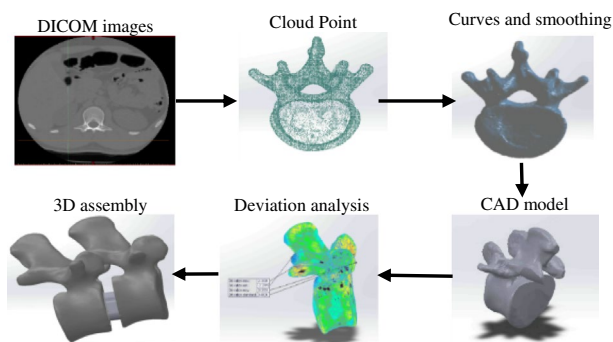 DICOM images
Cloud Point
Curves and smoothing
3D assembly
Deviation analysis
CAD model